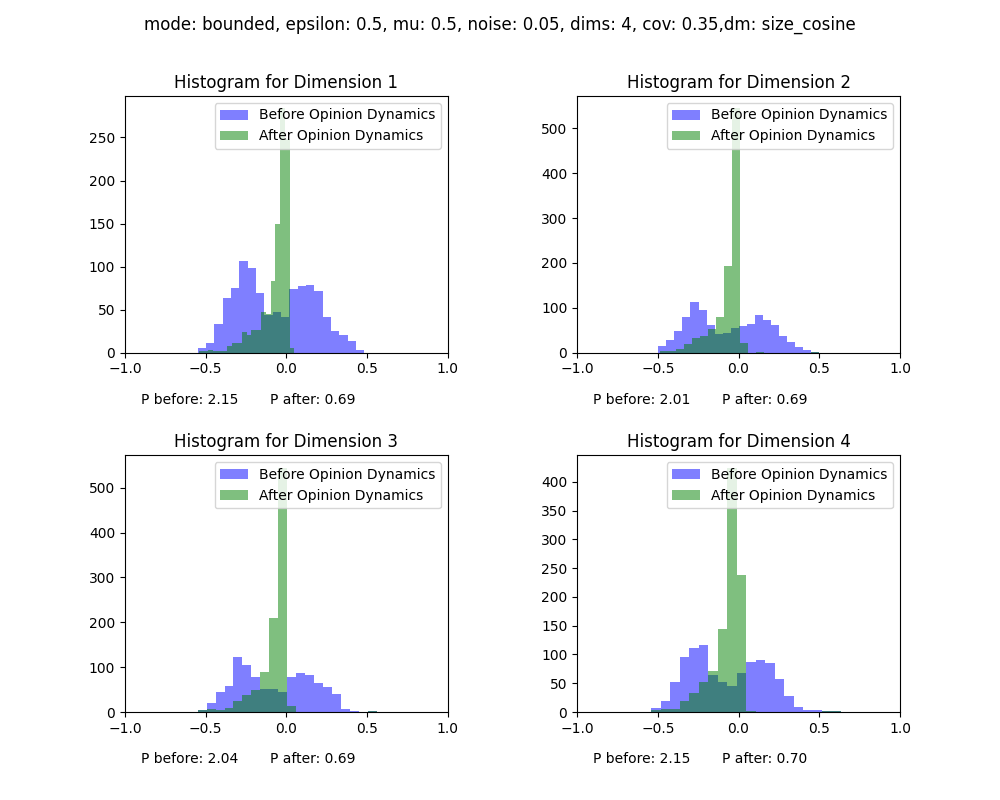 mode: bounded, epsilon: 0.5, mu: 0.5, noise: 0.05, dims: 4, cov: 0.35,dm: size_cosine
Histogram for Dimension 1
Before Opinion Dynamics
After Opinion Dynamics
250
200
150
100
50
0
−1.0 −0.5 0.0 0.5 1.0
P before: 2.15 P after: 0.69
Histogram for Dimension 2
Before Opinion Dynamics
After Opinion Dynamics
500
400
300
200
100
0
−1.0 −0.5 0.0 0.5 1.0
P before: 2.01 P after: 0.69
Histogram for Dimension 3
Before Opinion Dynamics
After Opinion Dynamics
500
400
300
200
100
0
−1.0 −0.5 0.0 0.5 1.0
P before: 2.04 P after: 0.69
Histogram for Dimension 4
Before Opinion Dynamics
After Opinion Dynamics
400
350
300
250
200
150
100
50
0
−1.0 −0.5 0.0 0.5 1.0
P before: 2.15 P after: 0.70